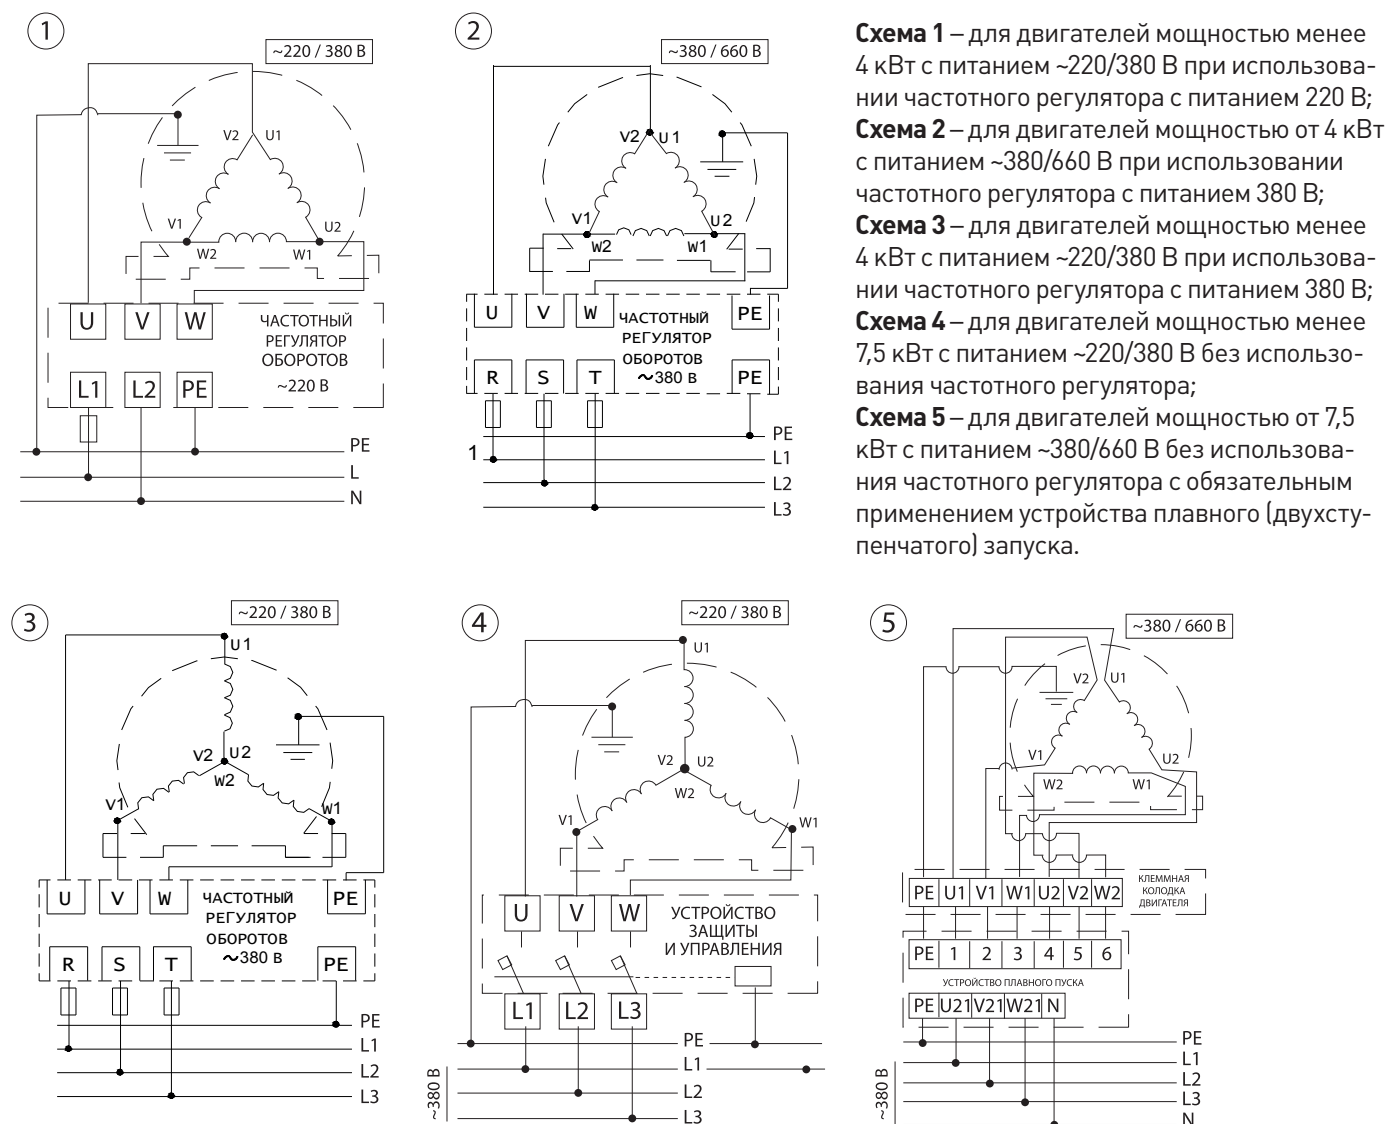 1
~220 / 380 В
V2 U1
V1
U2
W2
W1
U V W
ЧАСТОТНЫЙ
РЕГУЛЯТОР
ОБОРОТОВ
~220 В
L1 L2 PE
PE
L
N
2
~380 / 660 В
V2 U1
V1
U2
W2
W1
U V W
PE
ЧАСТОТНЫЙ
РЕГУЛЯТОР
ОБОРОТОВ
~380 в
R S T
PE
PE
1
L1
L2
L3
Схема 1 – для двигателей мощностью менее
4 кВт с питанием ~220/380 В при использова-
нии частотного регулятора с питанием 220 В;
Схема 2 – для двигателей мощностью от 4 кВт
с питанием ~380/660 В при использовании
частотного регулятора с питанием 380 В;
Схема 3 – для двигателей мощностью менее
4 кВт с питанием ~220/380 В при использова-
нии частотного регулятора с питанием 380 В;
Схема 4 – для двигателей мощностью менее
7,5 кВт с питанием ~220/380 В без использо-
вания частотного регулятора;
Схема 5 – для двигателей мощностью от 7,5
кВт с питанием ~380/660 В без использова-
ния частотного регулятора с обязательным
применением устройства плавного (двухсту-
пенчатого) запуска.
3
~220 / 380 В
U1
V2 U2
W2
V1
W1
U V W
PE
ЧАСТОТНЫЙ
РЕГУЛЯТОР
ОБОРОТОВ
~380 в
R S T
PE
PE
L1
L2
L3
4
~220 / 380 В
U1
V2 U2
W2
V1
W1
U V W
УСТРОЙСТВО
ЗАЩИТЫ
И УПРАВЛЕНИЯ
L1 L2 L3
PE
L1
L2
L3
~380 В
5
~380 / 660 В
V2 U1
V1
U2
W2
W1
КЛЕММНАЯ
КОЛОДКА
ДВИГАТЕЛЯ
PE U1 V1 W1 U2 V2 W2
PE 1 2 3 4 5 6
УСТРОЙСТВО ПЛАВНОГО ПУСКА
PE U21 V21 W21 N
PE
L1
L2
L3
N
~380 В